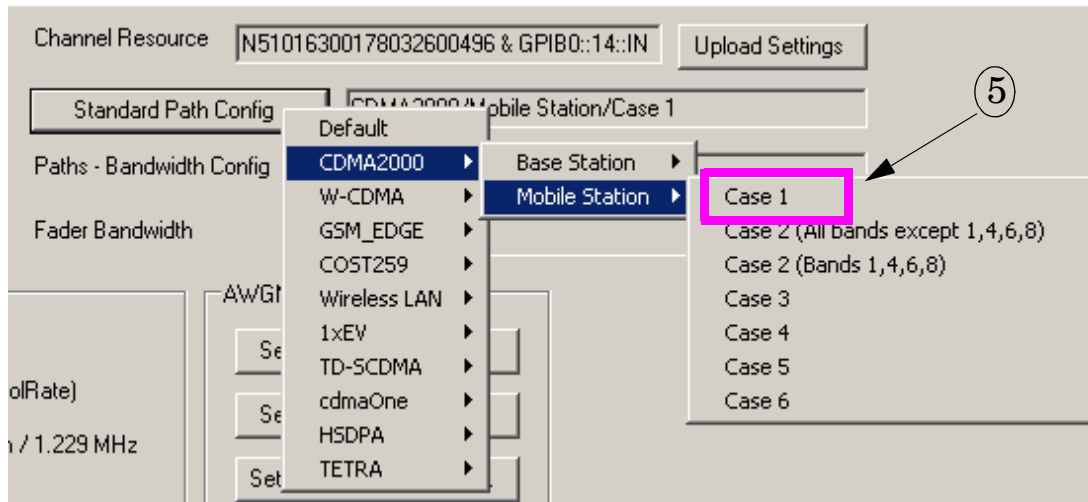 Channel Resource N51016300178032600496 & GPIB0::14::IN Upload Settings
Standard Path Config CDMA2000/Mobile Station/Case 1
5
Default
Paths - Bandwidth Config CDMA2000 Base Station
W-CDMA Mobile Station Case 1
Fader Bandwidth GSM_EDGE Case 2 (All bands except 1,4,6,8)
COST259 Case 2 (Bands 1,4,6,8)
Wireless LAN Case 3
1xEV Case 4
TD-SCDMA Case 5
olRate) cdmaOne Case 6
/ 1.229 MHz HSDPA
Set TETRA